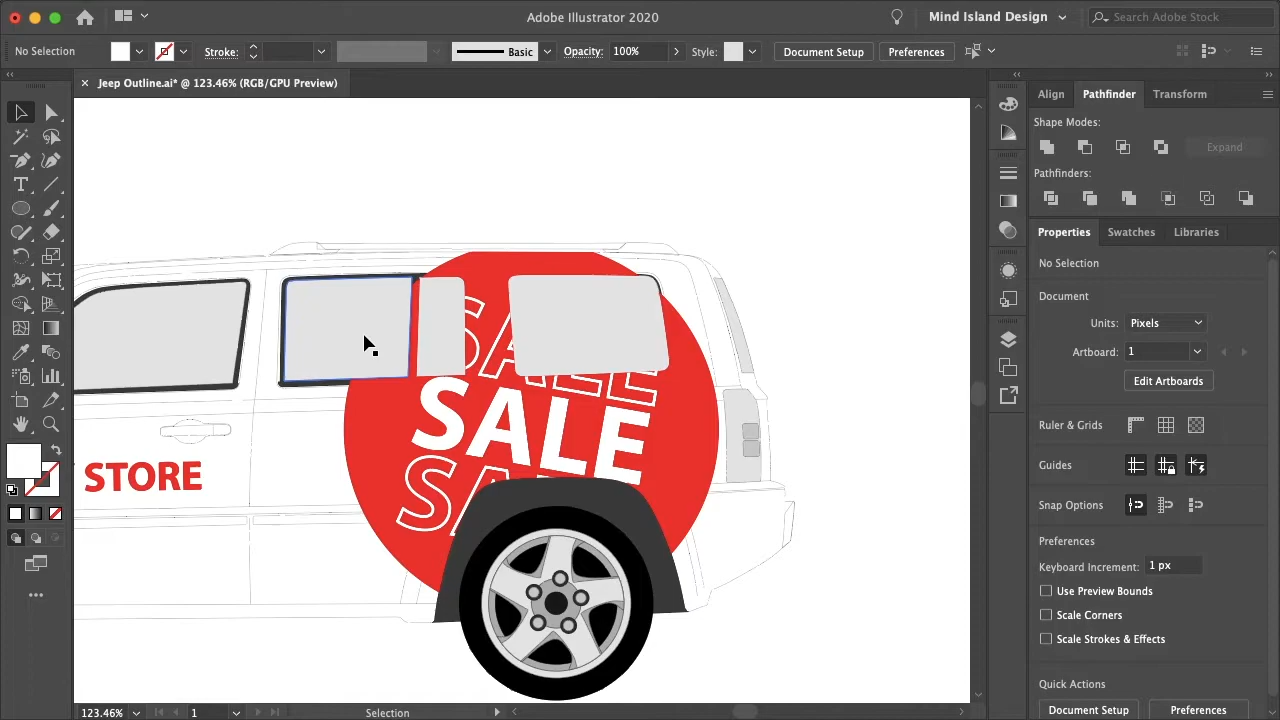 Adobe Illustrator 2020
Mind Island Design
Search Adobe Stock
No Selection
Stroke:
Basic
Opacity:
100%
Style:
Document Setup
Preferences
× Jeep Outline.ai* @ 123.46% (RGB/GPU Preview)
Align
Pathfinder
Transform
Shape Modes:
Expand
Pathfinders:
Properties
Swatches
Libraries
No Selection
Document
Units:
Pixels
Artboard:
1
Edit Artboards
Ruler & Grids
Guides
Snap Options
Preferences
Keyboard Increment:
1 px
Use Preview Bounds
Scale Corners
Scale Strokes & Effects
Quick Actions
Document Setup
Preferences
SALE
SALE
SA
STORE
123.46%
1
Selection